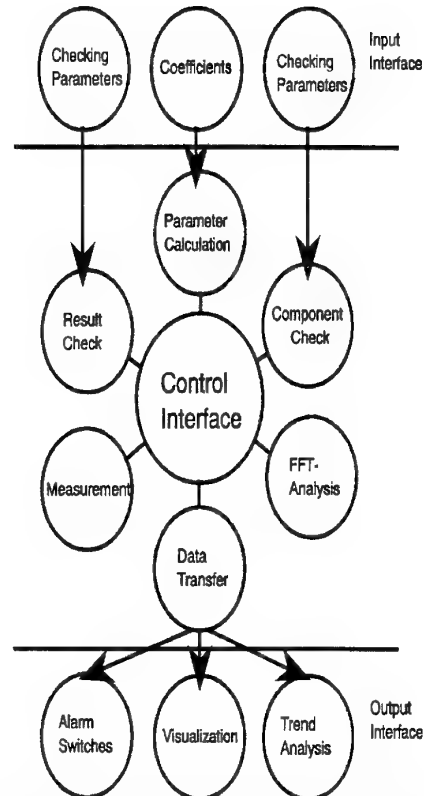 Checking
Parameters
Coefficients
Checking
Parameters
Input
Interface
Parameter
Calculation
Result
Check
Component
Check
Control
Interface
Measurement
FFT-
Analysis
Data
Transfer
Alarm
Switches
Visualization
Trend
Analysis
Output
Interface